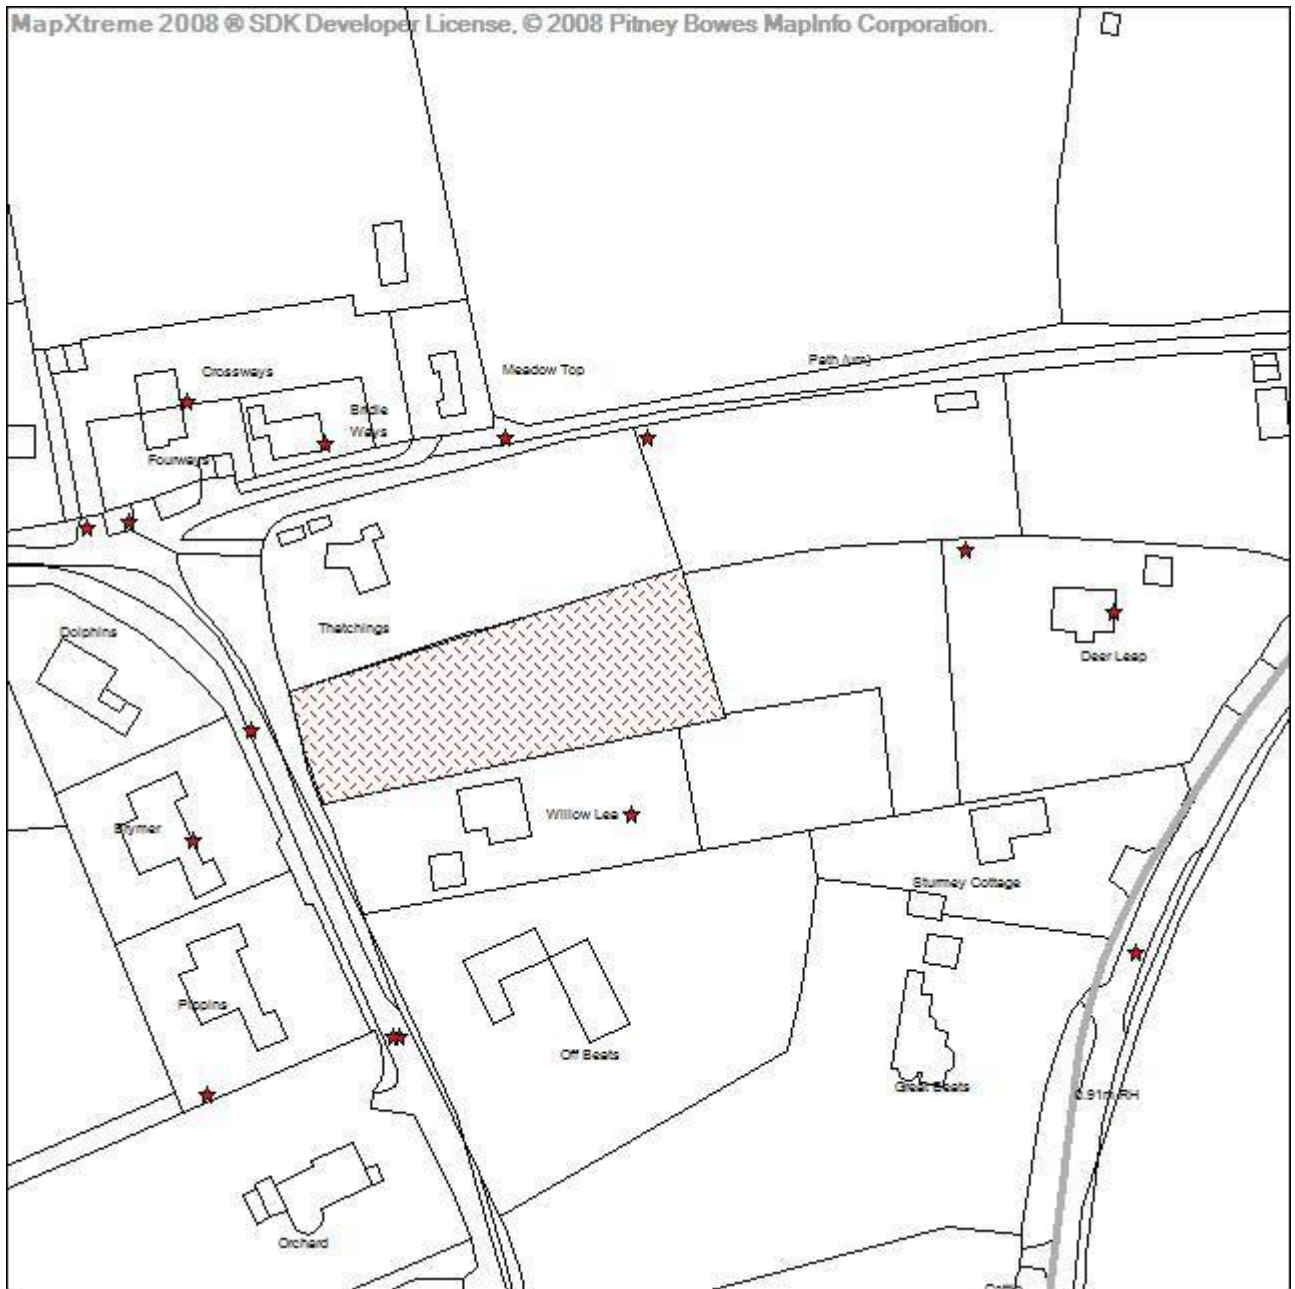 MapXtreme 2008 ® SDK Developer License, © 2008 Pitney Bowes MapInfo Corporation.
Path (um)
Crossways
Meadow Top
Bridle
Ways
Fourways
Thatchings
Dolphins
Deer Leap
Willow Lea
Brymer
Sturmey Cottage
Pippins
Off Beats
Great Beats
0.91m RH
Orchard